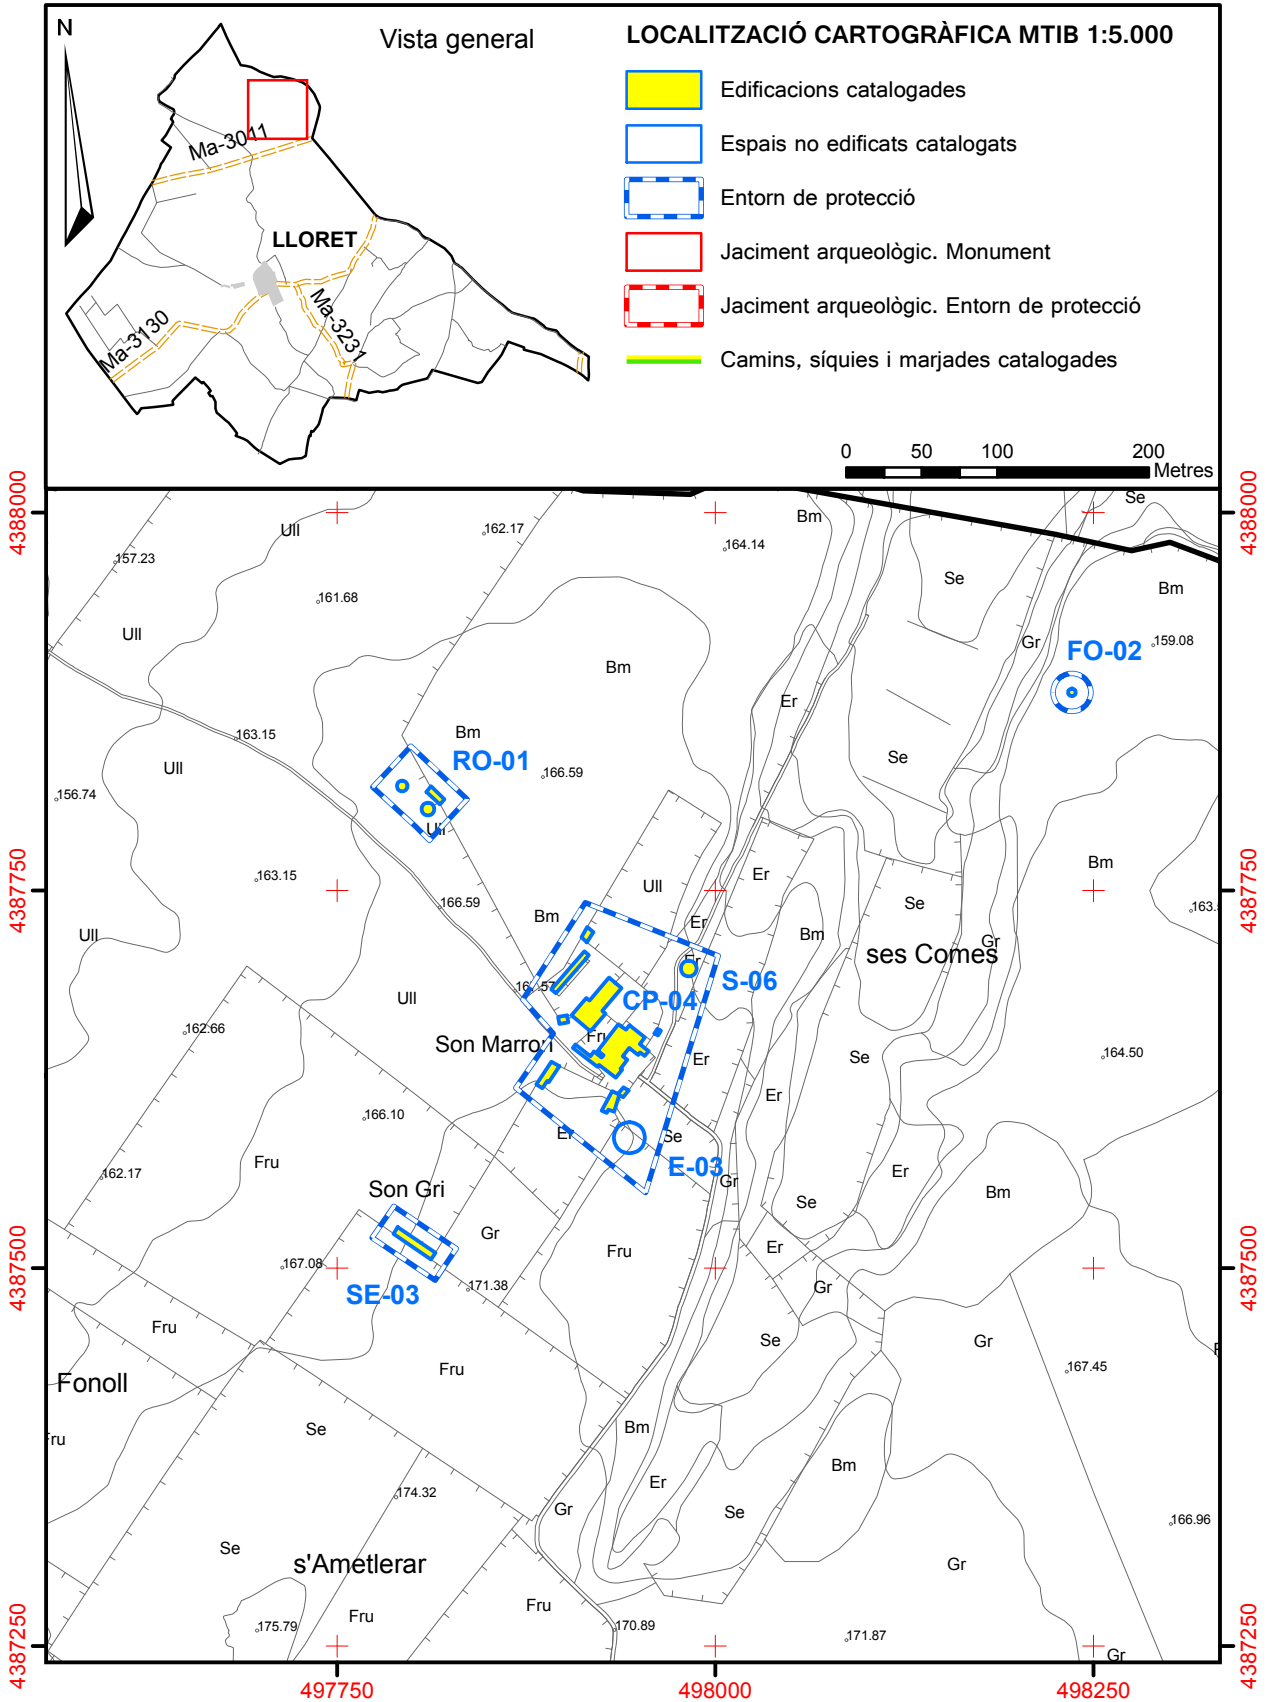 N
Vista general
Ma-3011
LLORET
Ma-3130
Ma-3231
LOCALITZACIÓ CARTOGRÀFICA MTIB 1:5.000
Edificacions catalogades
Espais no edificats catalogats
Entorn de protecció
Jaciment arqueològic. Monument
Jaciment arqueològic. Entorn de protecció
Camins, síquies i marjades catalogades
0 50 100 200
Metres
4388000
4388000
Se
Ull
162.17
Bm
164.14
157.23
Se
Bm
161.68
Ull
Gr
FO-02
159.08
Bm
Er
Bm
163.15
RO-01
Ull
166.59
Se
156.74
Ull
4387750
4387750
Bm
163.15
Er
Ull
166.59
Bm
Se
Er
Ull
Bm
Gr
ses Comes
Er
S-06
Ull
CP-04
162.66
Fru
Son Marrori
Er
Se
164.50
Er
166.10
Er
Se
Fru
E-03
162.17
Son Gri
Gr
Er
Bm
Se
Gr
Fru
Er
4387500
4387500
167.08
171.38
SE-03
Gr
Fru
Se
Gr
Fonoll
Fru
167.45
Se
Bm
Bm
Er
174.32
Gr
Se
166.96
Se
s'Ametlerar
Gr
Fru
Fru
175.79
170.89
171.87
Gr
4387250
4387250
497750
498000
498250